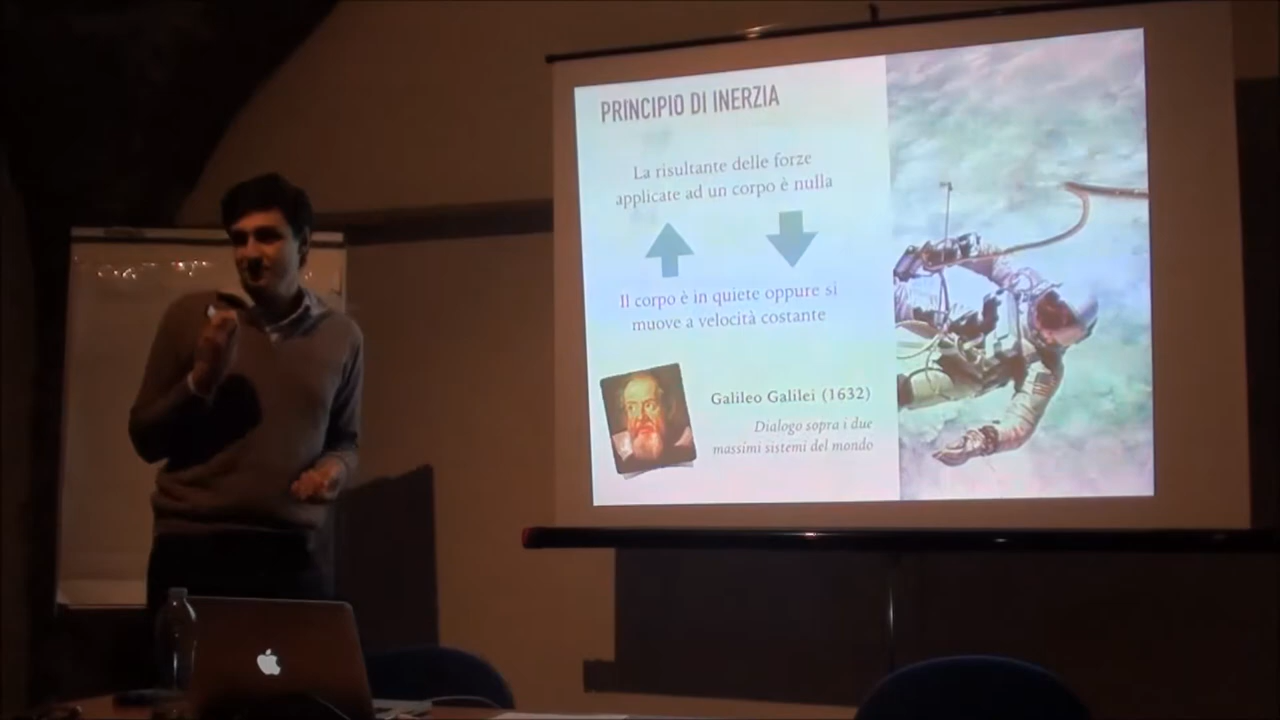 PRINCIPIO DI INERZIA
La risultante delle forze
applicate ad un corpo è nulla
Il corpo è in quiete oppure si
muove a velocità costante
Galileo Galilei (1632)
Dialogo sopra i due
massimi sistemi del mondo